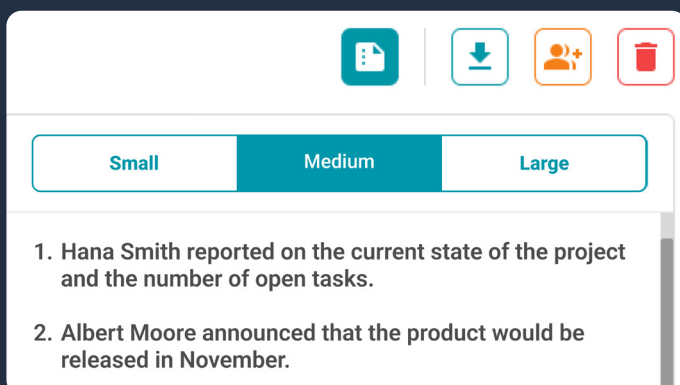 Small Medium Large
1. Hana Smith reported on the current state of the project
and the number of open tasks.
2. Albert Moore announced that the product would be
released in November.